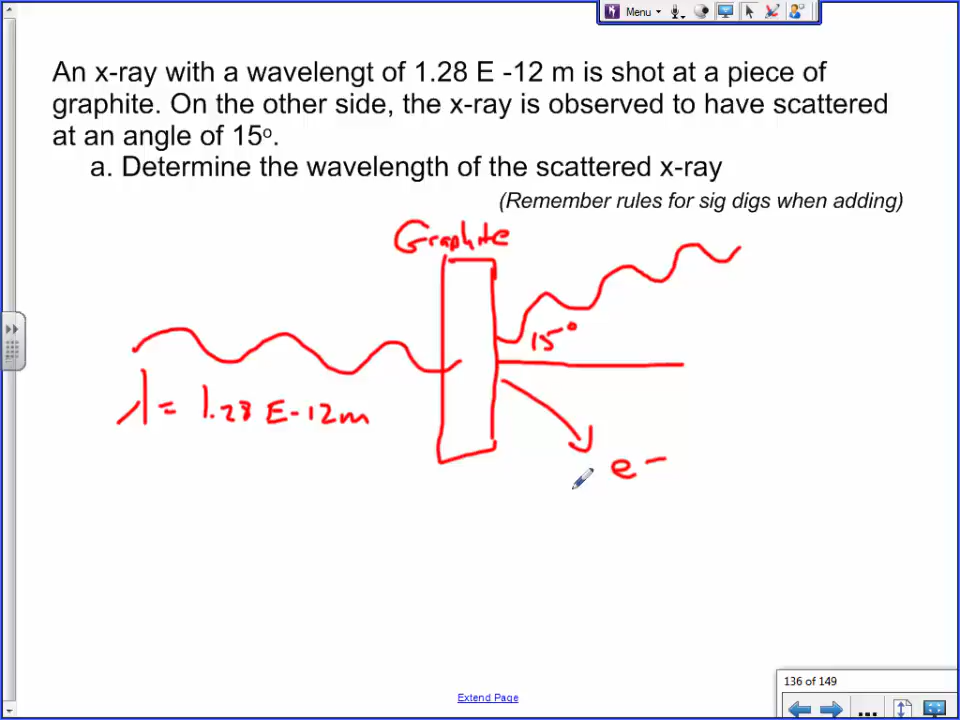 Menu
An x-ray with a wavelengt of 1.28 E -12 m is shot at a piece of
graphite. On the other side, the x-ray is observed to have scattered
at an angle of 15º.
a. Determine the wavelength of the scattered x-ray
(Remember rules for sig digs when adding)
Graphite
15°
λ = 1.28 E-12m
e-
Extend Page
136 of 149